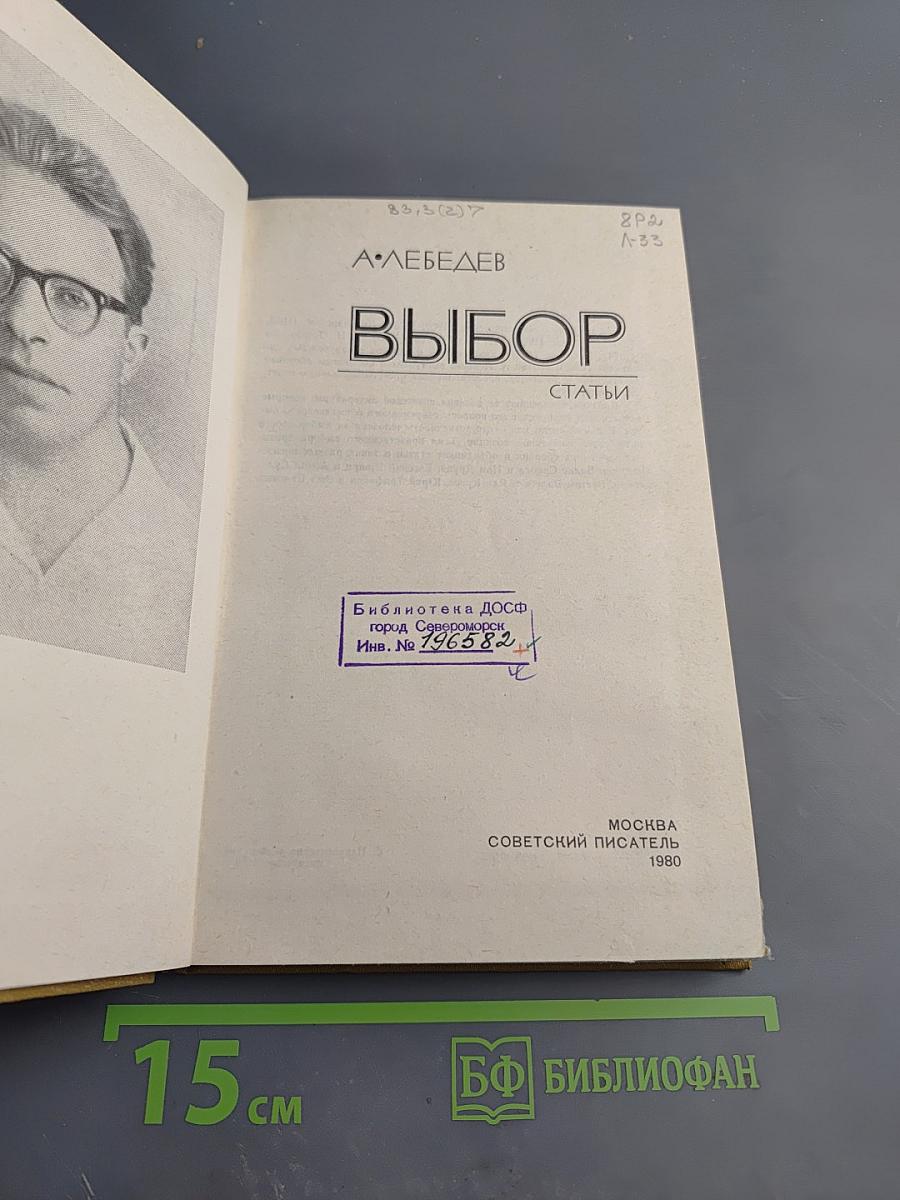 83,3(2)7
8Р2
Л-33
А•ЛЕБЕДЕВ
ВЫБОР
СТАТЬИ
Библиотека ДОСФ
город Североморск
Инв. № 196582
МОСКВА
СОВЕТСКИЙ ПИСАТЕЛЬ
1980
15 см
БФ БИБЛИОФАН